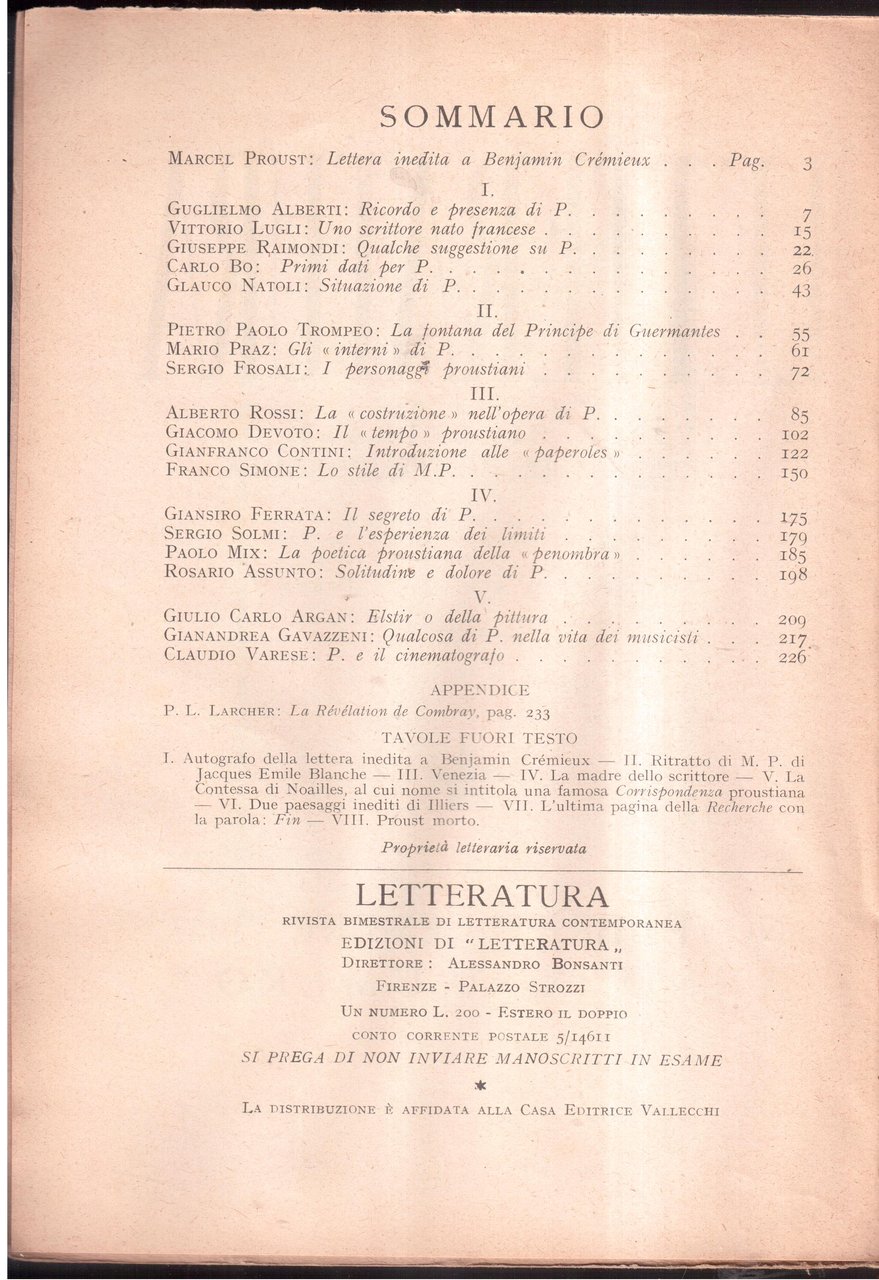 SOMMARIO
MARCEL PROUST: Lettera inedita a Benjamin Crémieux . . . Pag. 3
I.
GUGLIELMO ALBERTI: Ricordo e presenza di P. . . . . . . . . . 7
VITTORIO LUGLI: Uno scrittore nato francese . . . . . . . . . . 15
GIUSEPPE RAIMONDI: Qualche suggestione su P. . . . . . . . . . 22
CARLO BO: Primi dati per P. . . . . . . . . . . . . . . . 26
GLAUCO NATOLI: Situazione di P. . . . . . . . . . . . . . . 43
II.
PIETRO PAOLO TROMPEO: La fontana del Principe di Guermantes . . 55
MARIO PRAZ: Gli « interni » di P. . . . . . . . . . . . . . . 61
SERGIO FROSALI: I personaggi proustiani . . . . . . . . . . 72
III.
ALBERTO ROSSI: La « costruzione » nell'opera di P. . . . . . . . 85
GIACOMO DEVOTO: Il « tempo » proustiano . . . . . . . . . . 102
GIANFRANCO CONTINI: Introduzione alle « paperoles » . . . . . . 122
FRANCO SIMONE: Lo stile di M.P. . . . . . . . . . . . . . 150
IV.
GIANSIRO FERRATA: Il segreto di P. . . . . . . . . . . . . . 175
SERGIO SOLMI: P. e l'esperienza dei limiti . . . . . . . . . . 179
PAOLO MIX: La poetica proustiana della « penombra » . . . . . . 185
ROSARIO ASSUNTO: Solitudine e dolore di P. . . . . . . . . . . 198
V.
GIULIO CARLO ARGAN: Elstir o della pittura . . . . . . . . . 209
GIANANDREA GAVAZZENI: Qualcosa di P. nella vita dei musicisti . . . 217
CLAUDIO VARESE: P. e il cinematografo . . . . . . . . . . . 226
APPENDICE
P. L. LARCHER: La Révélation de Combray, pag. 233
TAVOLE FUORI TESTO
I. Autografo della lettera inedita a Benjamin Crémieux — II. Ritratto di M. P. di
Jacques Emile Blanche — III. Venezia — IV. La madre dello scrittore — V. La
Contessa di Noailles, al cui nome si intitola una famosa Corrispondenza proustiana
— VI. Due paesaggi inediti di Illiers — VII. L'ultima pagina della Recherche con
la parola: Fin — VIII. Proust morto.
Proprietà letteraria riservata
LETTERATURA
RIVISTA BIMESTRALE DI LETTERATURA CONTEMPORANEA
EDIZIONI DI "LETTERATURA„
DIRETTORE: ALESSANDRO BONSANTI
FIRENZE - PALAZZO STROZZI
UN NUMERO L. 200 - ESTERO IL DOPPIO
CONTO CORRENTE POSTALE 5/14611
SI PREGA DI NON INVIARE MANOSCRITTI IN ESAME
LA DISTRIBUZIONE È AFFIDATA ALLA CASA EDITRICE VALLECCHI